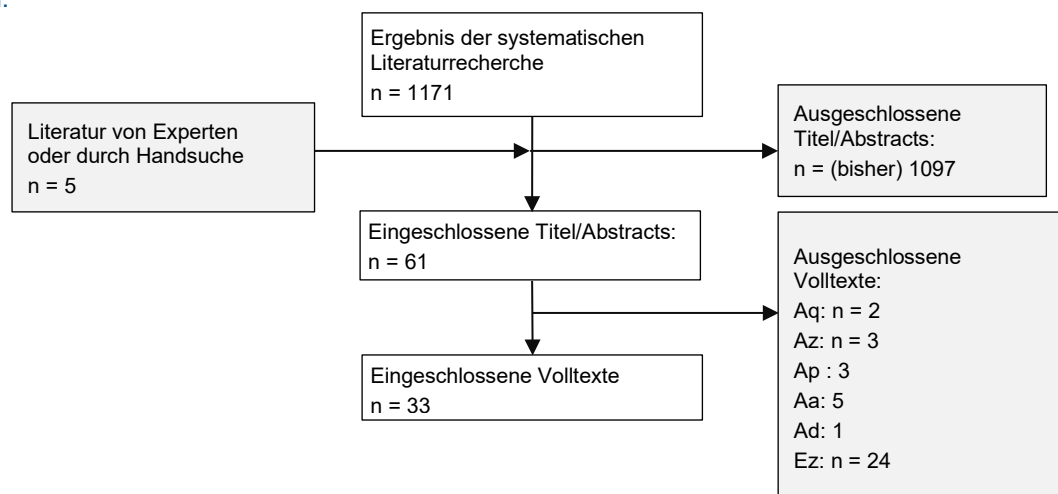 Ergebnis der systematischen
Literaturrecherche
n = 1171
Literatur von Experten
oder durch Handsuche
n = 5
Ausgeschlossene
Titel/Abstracts:
n = (bisher) 1097
Eingeschlossene Titel/Abstracts:
n = 61
Ausgeschlossene
Volltexte:
Aq: n = 2
Az: n = 3
Ap : 3
Aa: 5
Ad: 1
Ez: n = 24
Eingeschlossene Volltexte
n = 33